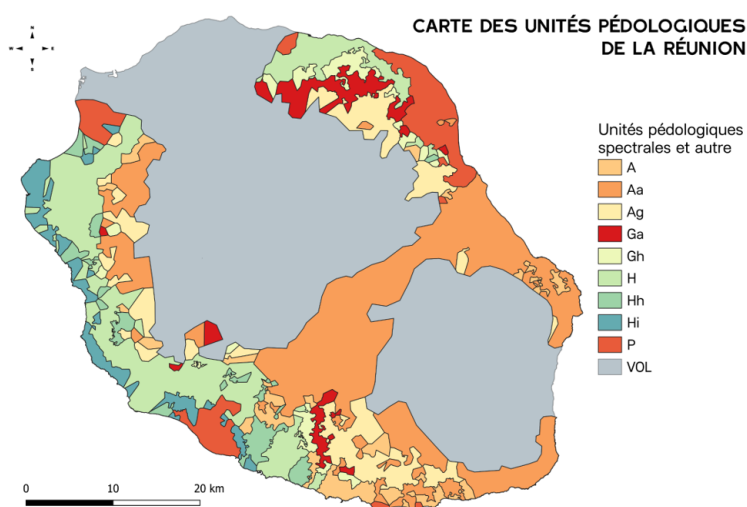 CARTE DES UNITÉS PÉDOLOGIQUES
DE LA RÉUNION
N
W
E
S
Unités pédologiques
spectrales et autre
A
Aa
Ag
Ga
Gh
H
Hh
Hi
P
VOL
0
10
20 km